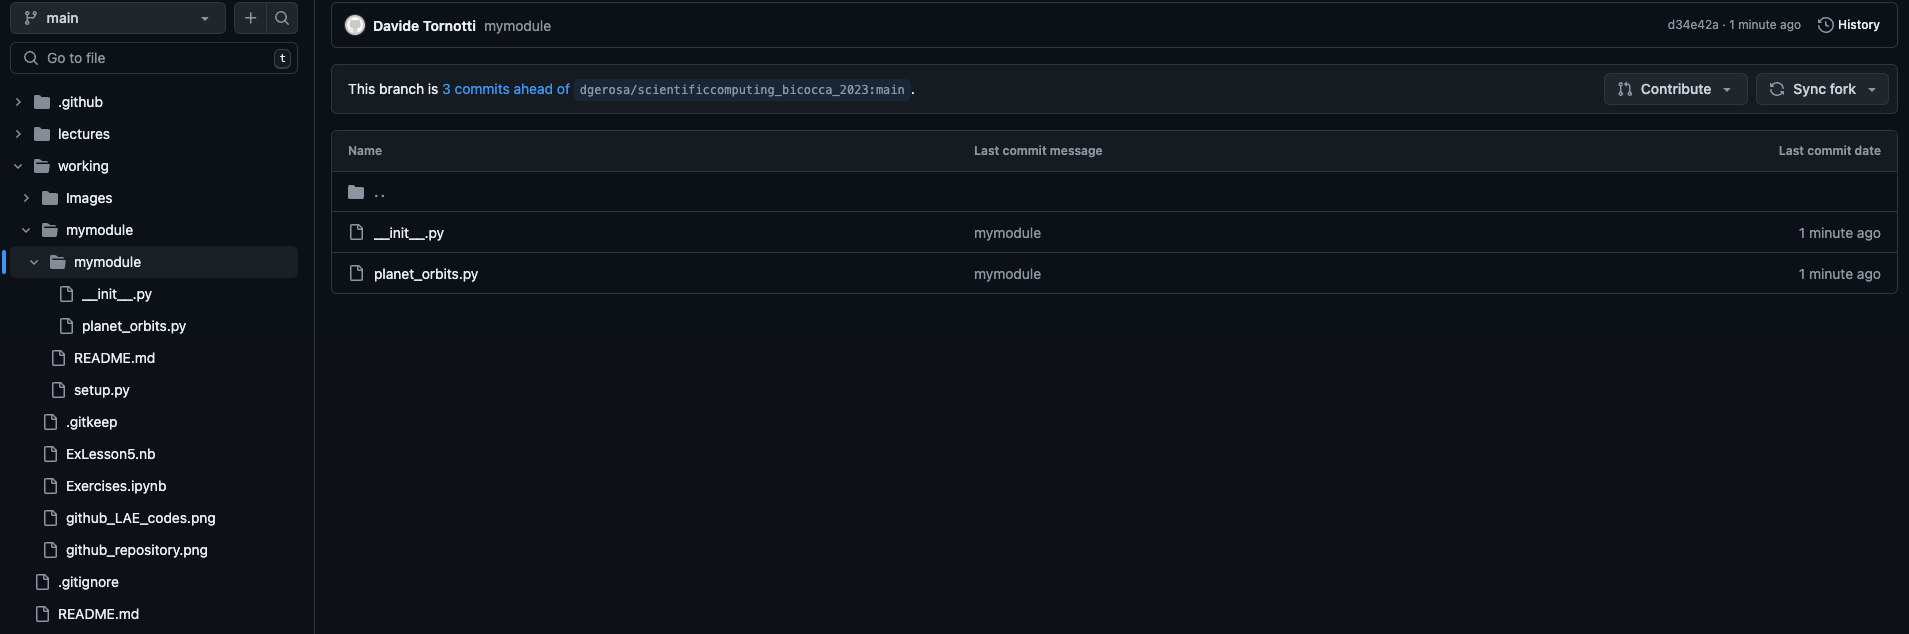 main
Go to file
t
.github
lectures
working
Images
mymodule
mymodule
__init__.py
planet_orbits.py
README.md
setup.py
.gitkeep
ExLesson5.nb
Exercises.ipynb
github_LAE_codes.png
github_repository.png
.gitignore
README.md
Davide Tornotti mymodule
d34e42a · 1 minute ago
History
This branch is 3 commits ahead of dgerosa/scientificcomputing_bicocca_2023:main .
Contribute
Sync fork
Name Last commit message Last commit date
..
__init__.py mymodule 1 minute ago
planet_orbits.py mymodule 1 minute ago